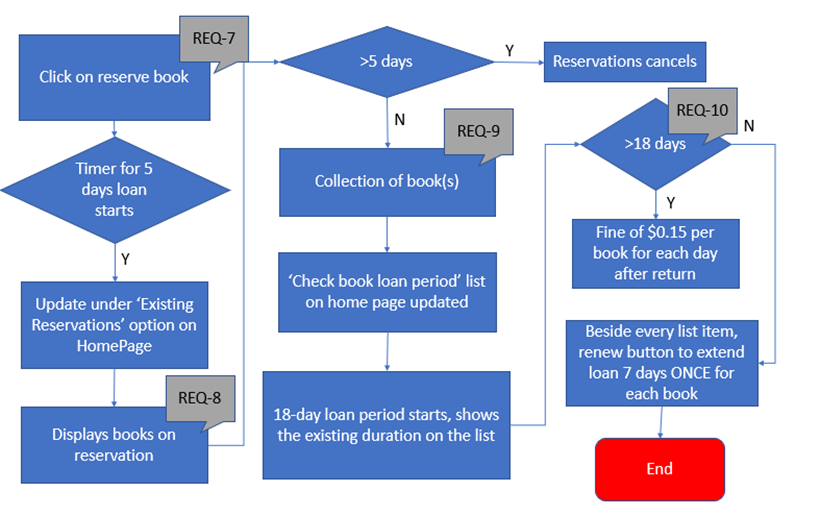 REQ-7
Click on reserve book
Timer for 5
days loan
starts
Y
Update under ‘Existing
Reservations’ option on
HomePage
REQ-8
Displays books on
reservation
>5 days
Y
Reservations cancels
N
REQ-9
Collection of book(s)
‘Check book loan period’ list
on home page updated
18-day loan period starts, shows
the existing duration on the list
REQ-10
>18 days
N
Y
Fine of $0.15 per
book for each day
after return
Beside every list item,
renew button to extend
loan 7 days ONCE for
each book
End